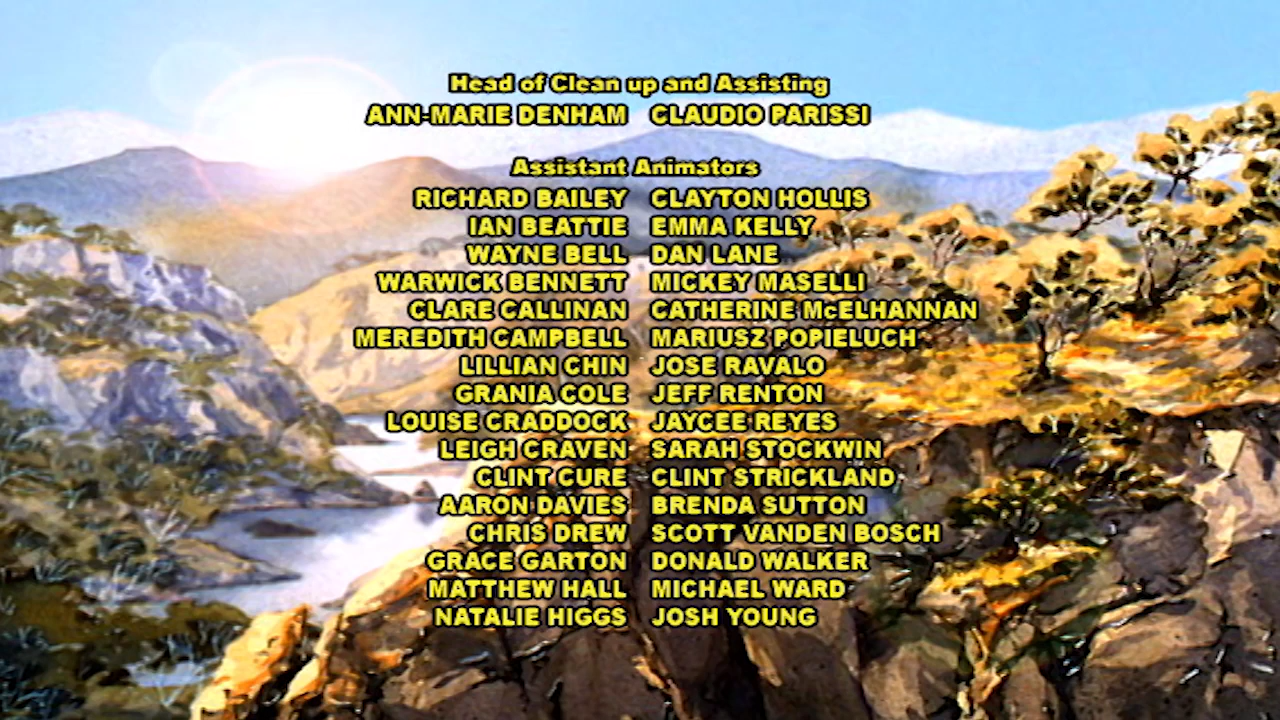 Head of Clean up and Assisting
ANN-MARIE DENHAM CLAUDIO PARISSI
Assistant Animators
RICHARD BAILEY CLAYTON HOLLIS
IAN BEATTIE EMMA KELLY
WAYNE BELL DAN LANE
WARWICK BENNETT MICKEY MASELLI
CLARE CALLINAN CATHERINE McELHANNAN
MEREDITH CAMPBELL MARIUSZ POPIELUCH
LILLIAN CHIN JOSE RAVALO
GRANIA COLE JEFF RENTON
LOUISE CRADDOCK JAYCEE REYES
LEIGH CRAVEN SARAH STOCKWIN
CLINT CURE CLINT STRICKLAND
AARON DAVIES BRENDA SUTTON
CHRIS DREW SCOTT VANDEN BOSCH
GRACE GARTON DONALD WALKER
MATTHEW HALL MICHAEL WARD
NATALIE HIGGS JOSH YOUNG